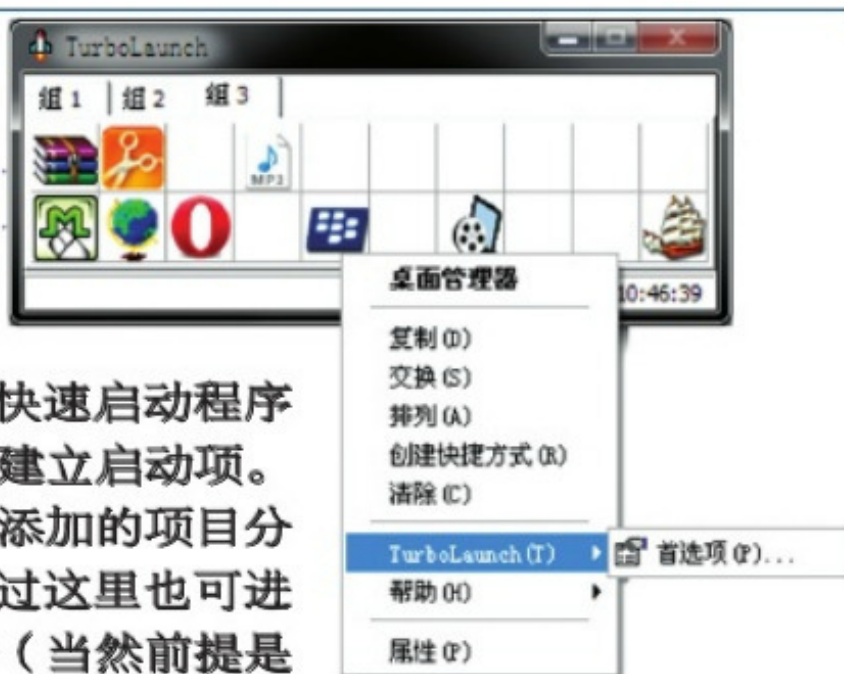 TurboLaunch
组 1 组 2 组 3
MP3
桌面管理器
10:46:39
复制(D)
交换(S)
排列(A)
创建快捷方式(R)
清除(C)
TurboLaunch(T)
首选项(P)...
帮助(H)
属性(P)
快速启动程序
建立启动项。
添加的项目分
过这里也可进
(当然前提是